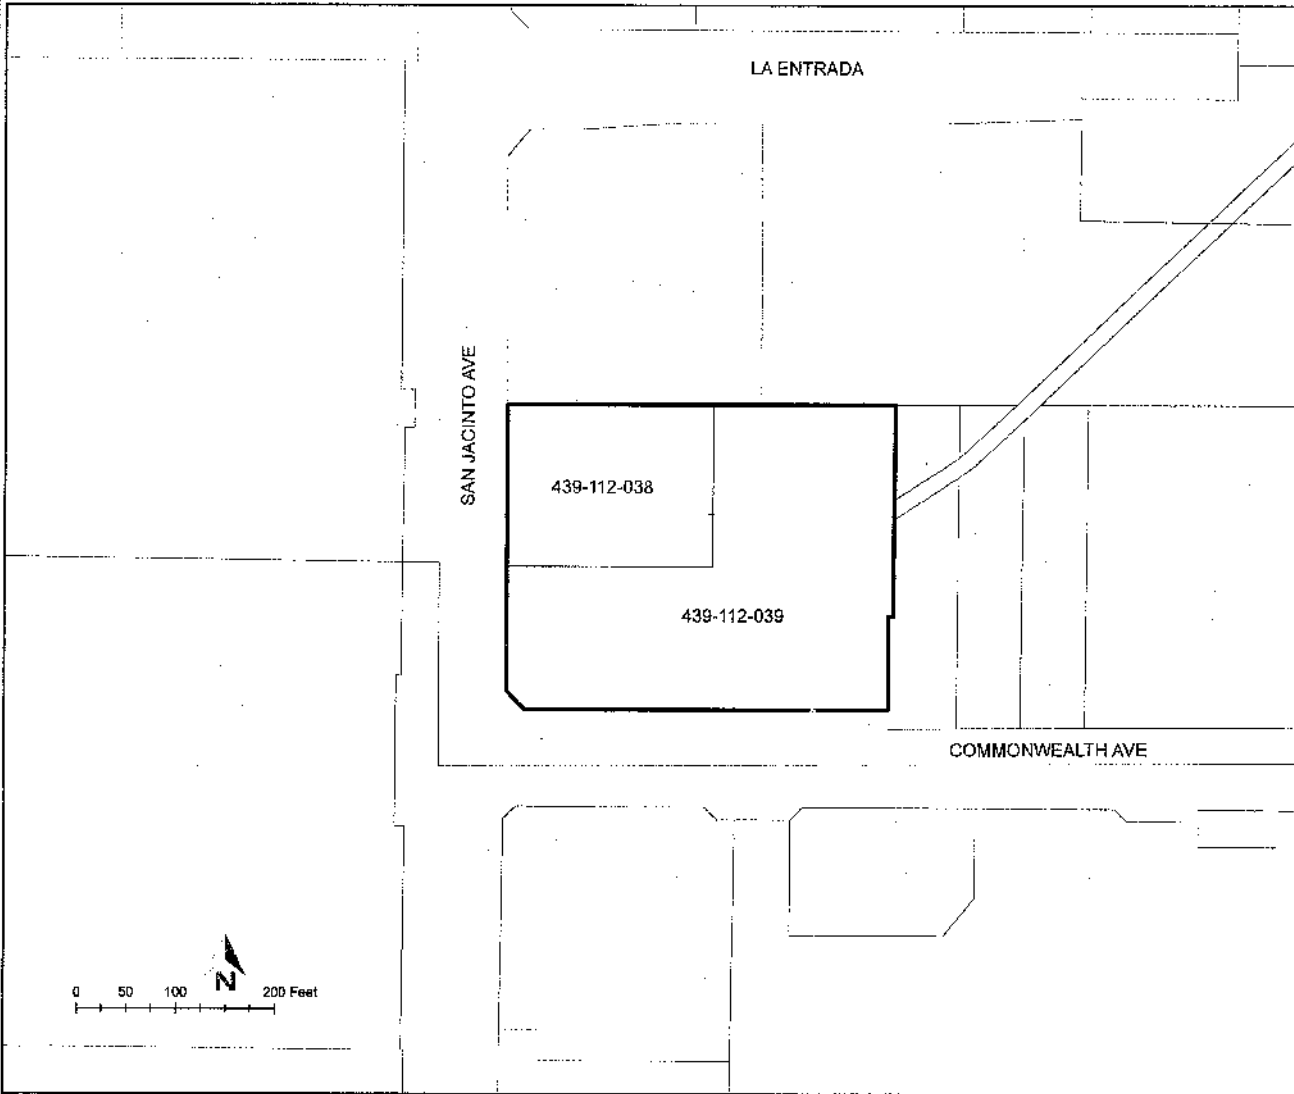 LA ENTRADA
SAN JACINTO AVE
439-112-038
439-112-039
COMMONWEALTH AVE
N
0 50 100 200 Feet